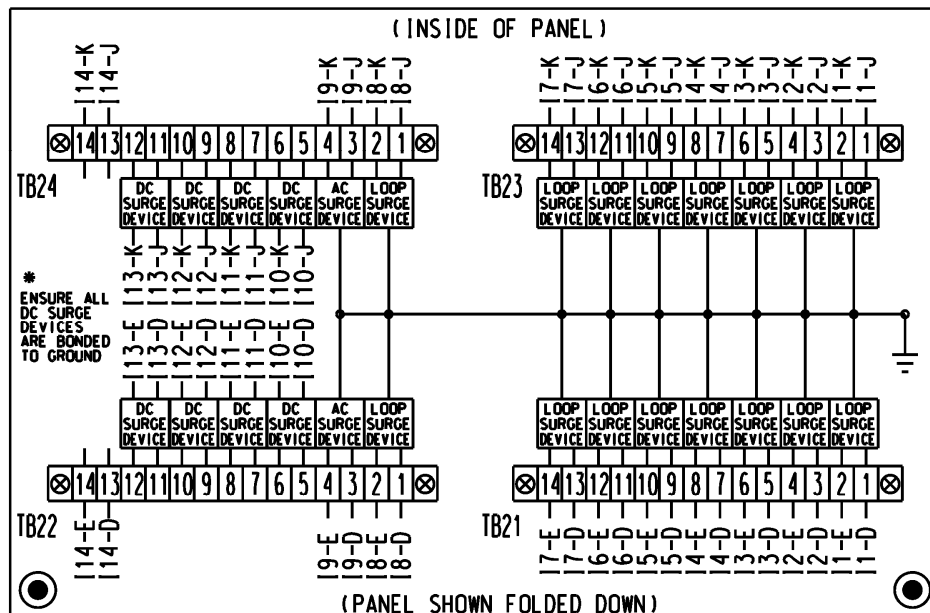 (INSIDE OF PANEL)
I14-K
I14-J
I9-K
I9-J
I8-K
I8-J
I7-K
I7-J
I6-K
I6-J
I5-K
I5-J
I4-K
I4-J
I3-K
I3-J
I2-K
I2-J
I1-K
I1-J
14 13 12 11 10 9 8 7 6 5 4 3 2 1
14 13 12 11 10 9 8 7 6 5 4 3 2 1
TB24
DC
SURGE
DEVICE
DC
SURGE
DEVICE
DC
SURGE
DEVICE
DC
SURGE
DEVICE
AC
SURGE
DEVICE
LOOP
SURGE
DEVICE
TB23
LOOP
SURGE
DEVICE
LOOP
SURGE
DEVICE
LOOP
SURGE
DEVICE
LOOP
SURGE
DEVICE
LOOP
SURGE
DEVICE
LOOP
SURGE
DEVICE
LOOP
SURGE
DEVICE
I13-K
I13-J
I12-K
I12-J
I11-K
I11-J
I10-K
I10-J
*
ENSURE ALL
DC SURGE
DEVICES
ARE BONDED
TO GROUND
I13-E
I13-D
I12-E
I12-D
I11-E
I11-D
I10-E
I10-D
DC
SURGE
DEVICE
DC
SURGE
DEVICE
DC
SURGE
DEVICE
DC
SURGE
DEVICE
AC
SURGE
DEVICE
LOOP
SURGE
DEVICE
LOOP
SURGE
DEVICE
LOOP
SURGE
DEVICE
LOOP
SURGE
DEVICE
LOOP
SURGE
DEVICE
LOOP
SURGE
DEVICE
LOOP
SURGE
DEVICE
LOOP
SURGE
DEVICE
14 13 12 11 10 9 8 7 6 5 4 3 2 1
14 13 12 11 10 9 8 7 6 5 4 3 2 1
TB22
I14-E
I14-D
I9-E
I9-D
I8-E
I8-D
TB21
I7-E
I7-D
I6-E
I6-D
I5-E
I5-D
I4-E
I4-D
I3-E
I3-D
I2-E
I2-D
I1-E
I1-D
(PANEL SHOWN FOLDED DOWN)